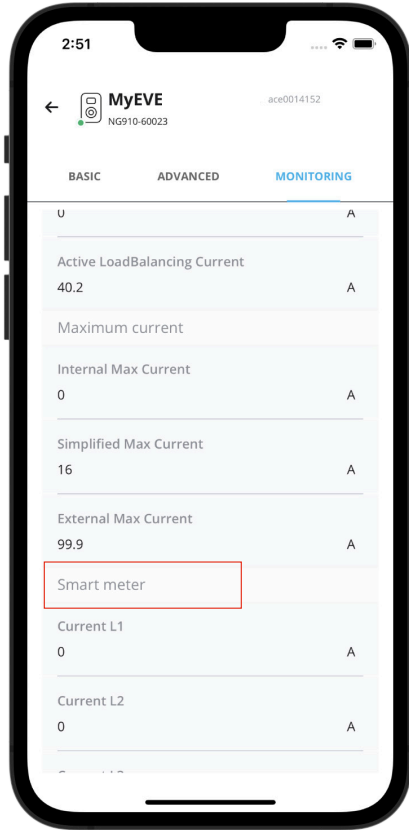 2:51
MyEVE
ace0014152
NG910-60023
BASIC ADVANCED MONITORING
0 A
Active LoadBalancing Current
40.2 A
Maximum current
Internal Max Current
0 A
Simplified Max Current
16 A
External Max Current
99.9 A
Smart meter
Current L1
0 A
Current L2
0 A